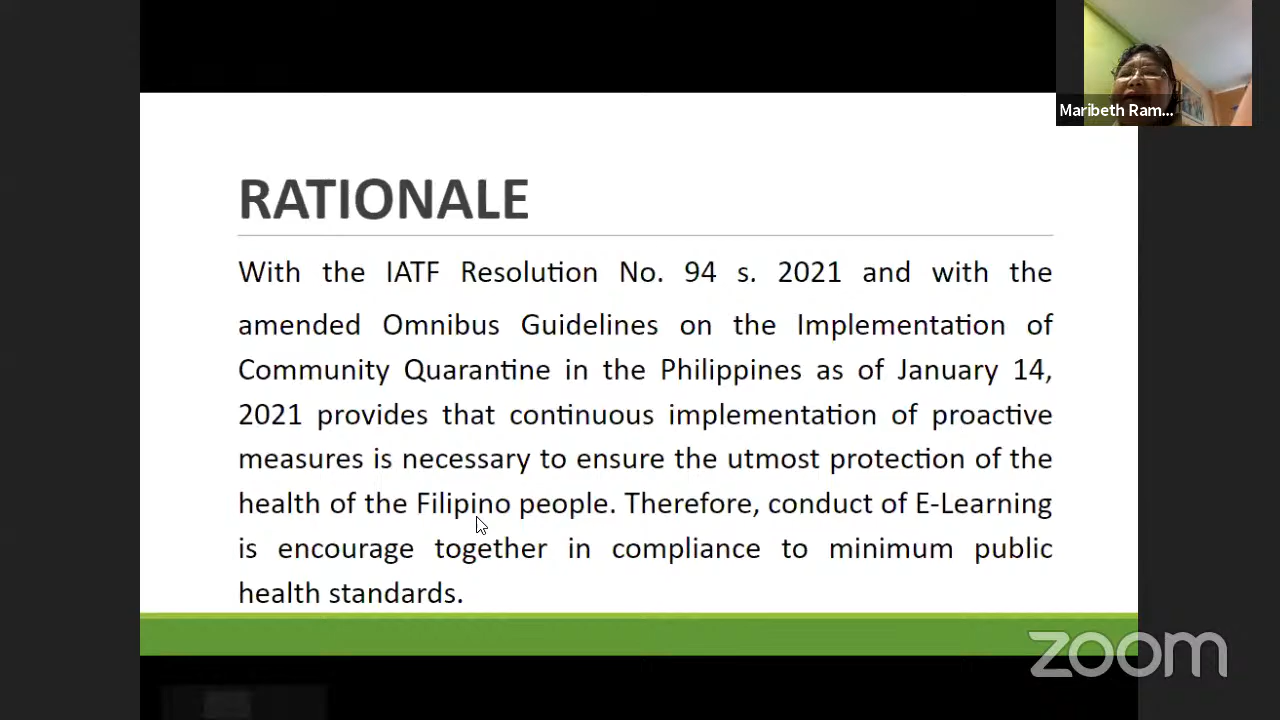 Maribeth Ram...
RATIONALE
With the IATF Resolution No. 94 s. 2021 and with the
amended Omnibus Guidelines on the Implementation of
Community Quarantine in the Philippines as of January 14,
2021 provides that continuous implementation of proactive
measures is necessary to ensure the utmost protection of the
health of the Filipino people. Therefore, conduct of E-Learning
is encourage together in compliance to minimum public
health standards.
zoom